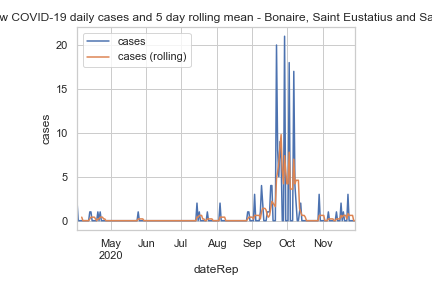 w COVID-19 daily cases and 5 day rolling mean - Bonaire, Saint Eustatius and Sa
cases
cases (rolling)
cases
20
15
10
5
0
May Jun Jul Aug Sep Oct Nov
2020
dateRep